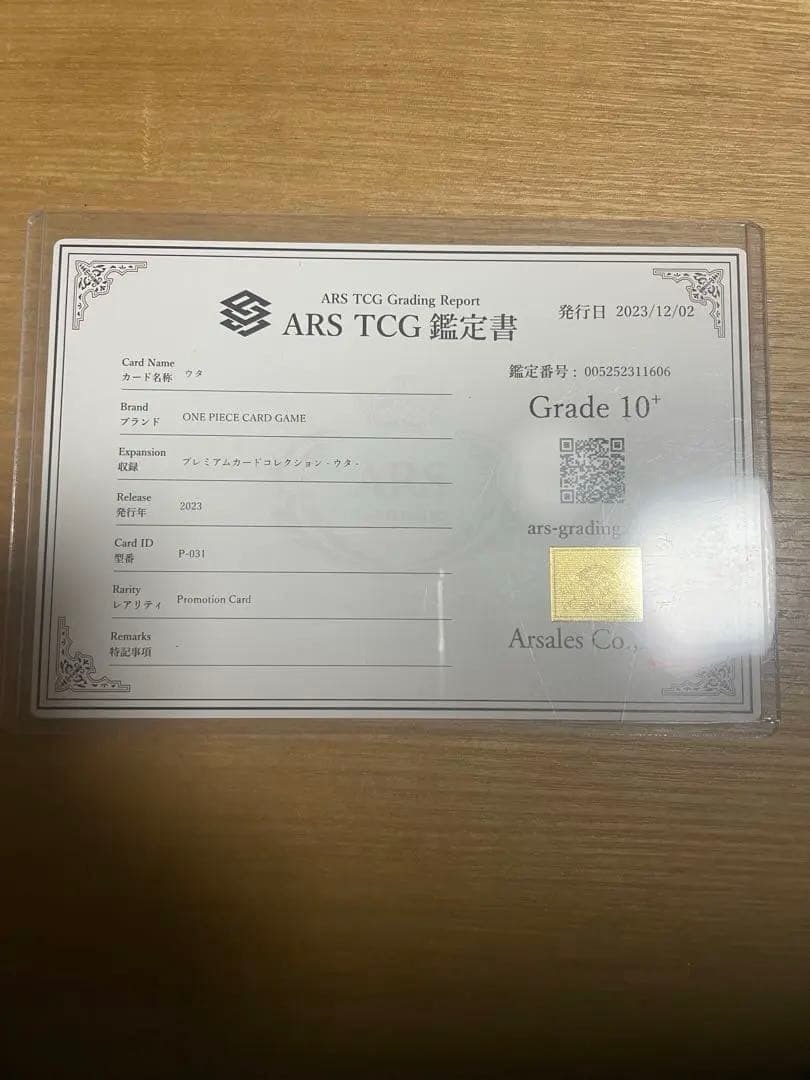 ARS TCG Grading Report
ARS TCG 鑑定書
発行日 2023/12/02
Card Name
カード名称 ウタ
Brand
ブランド ONE PIECE CARD GAME
Expansion
収録 プレミアムカードコレクション - ウタ -
Release
発行年 2023
Card ID
型番 P-031
Rarity
レアリティ Promotion Card
Remarks
特記事項 -
鑑定番号 : 005252311606
Grade 10+
ars-grading
Arsales Co.,